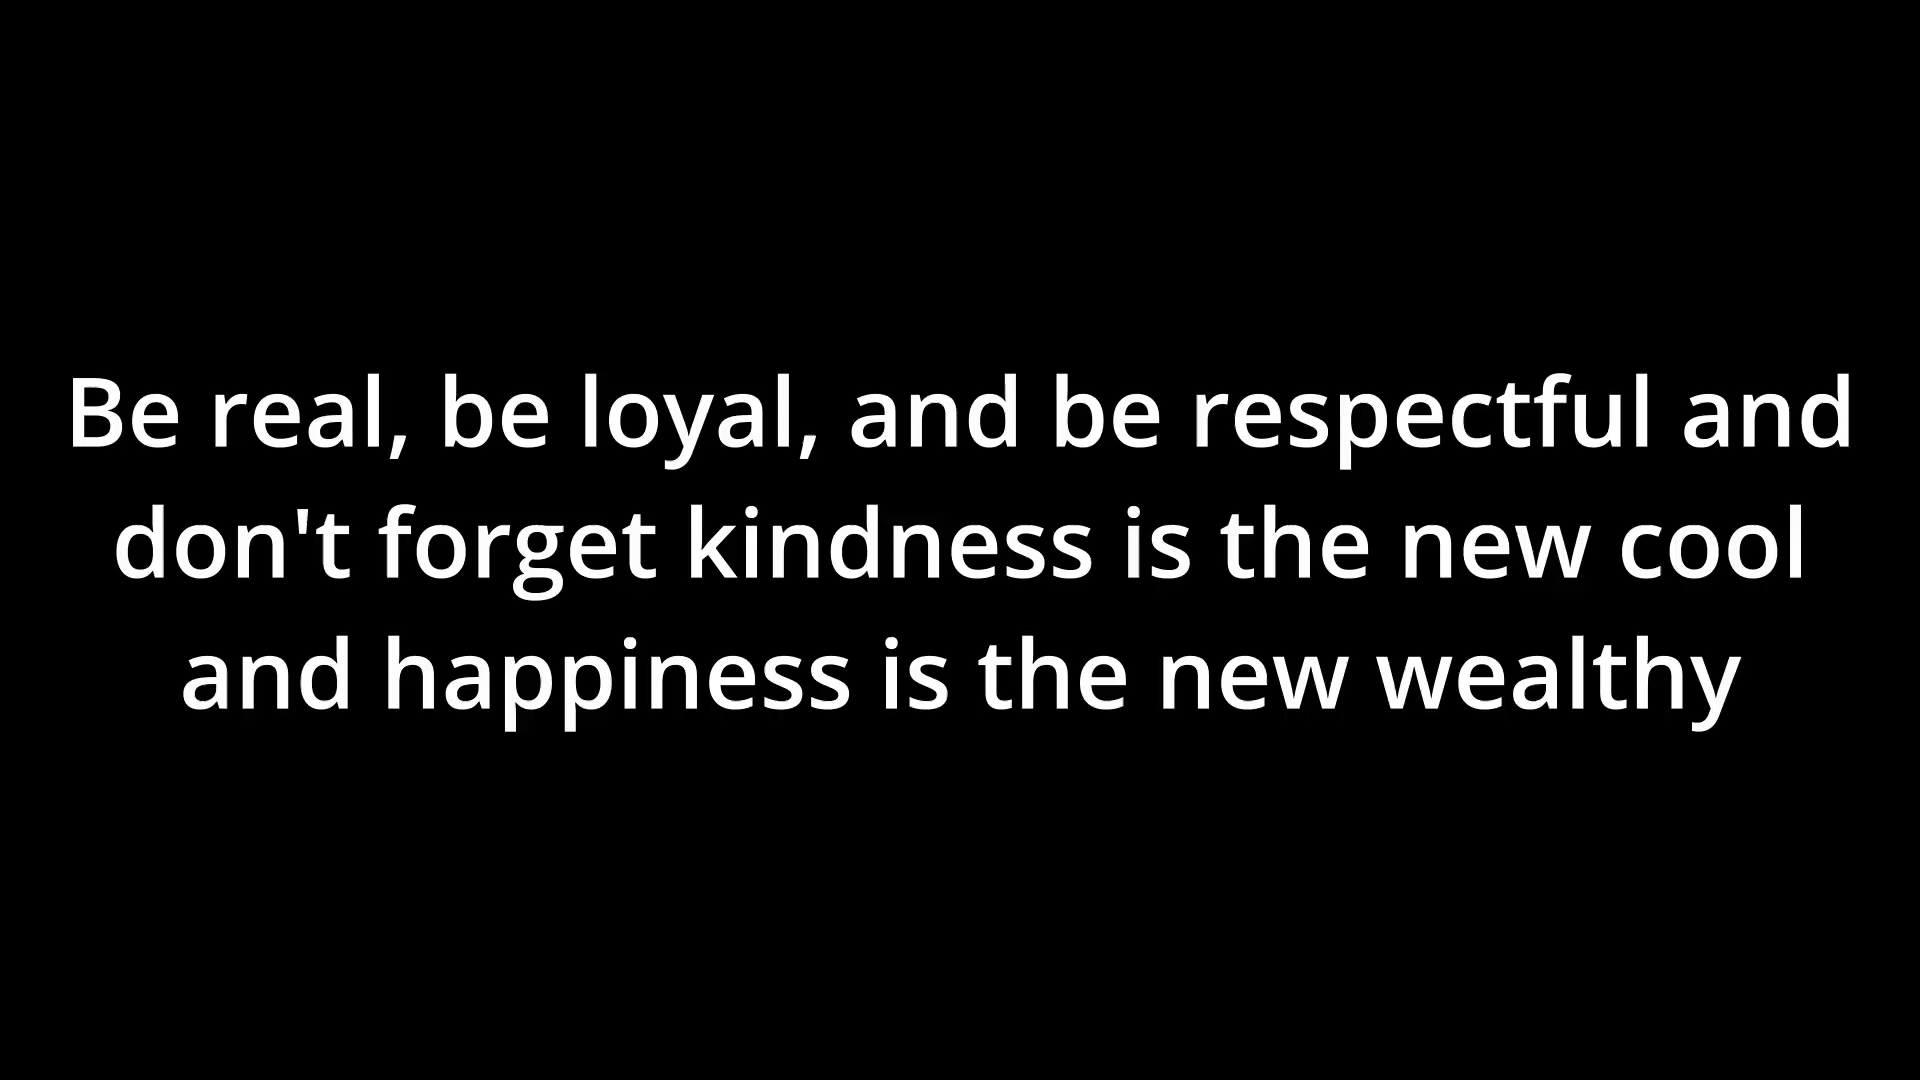 Be real, be loyal, and be respectful and
don't forget kindness is the new cool
and happiness is the new wealthy